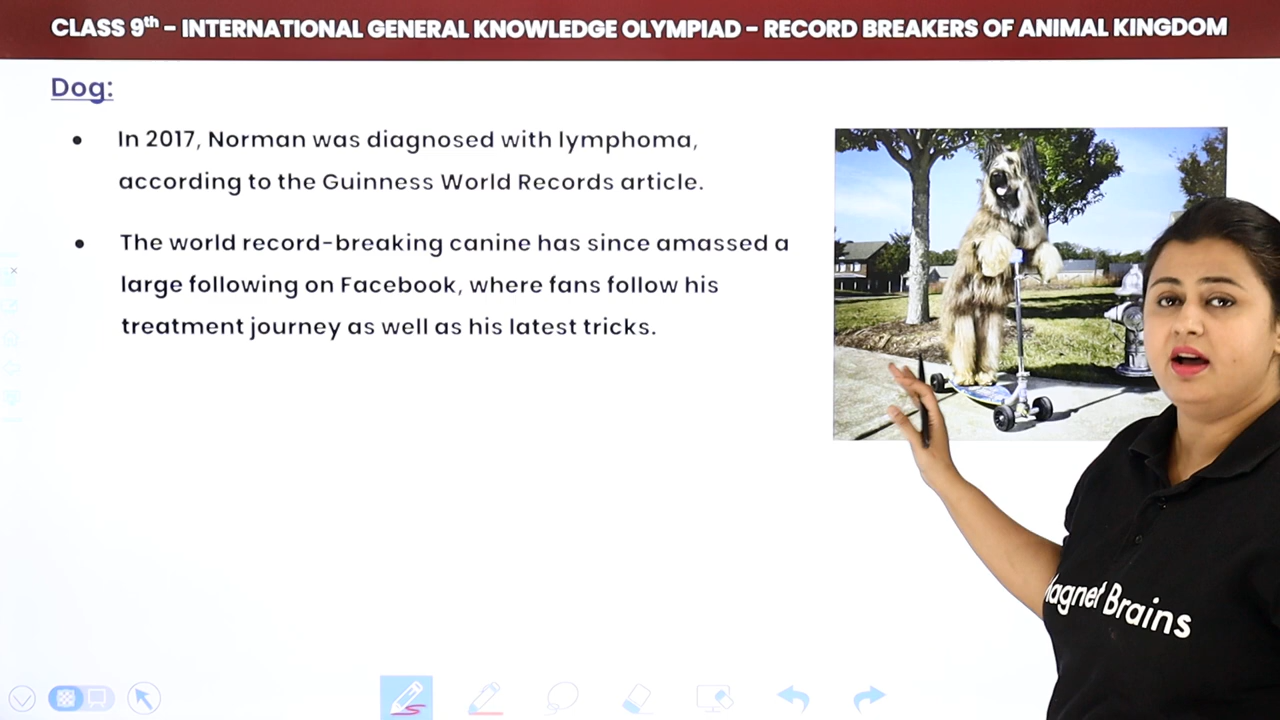 CLASS 9th - INTERNATIONAL GENERAL KNOWLEDGE OLYMPIAD - RECORD BREAKERS OF ANIMAL KINGDOM
Dog:
• In 2017, Norman was diagnosed with lymphoma,
according to the Guinness World Records article.
• The world record-breaking canine has since amassed a
large following on Facebook, where fans follow his
treatment journey as well as his latest tricks.
Magnet Brains